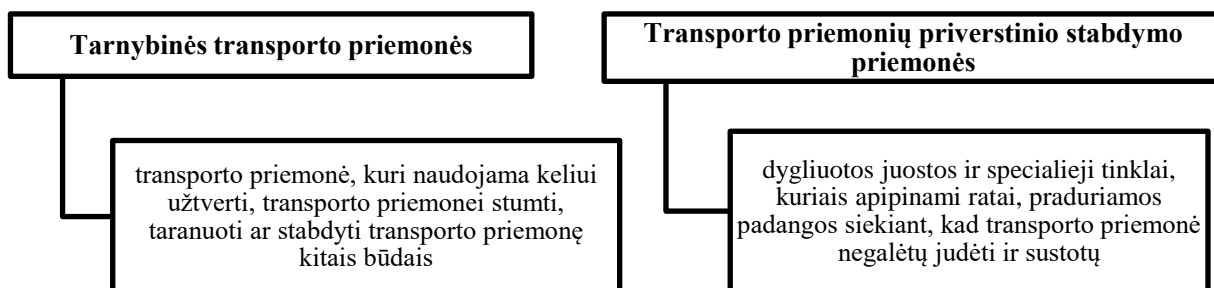 Tarnybinės transporto priemonės
transporto priemonė, kuri naudojama keliui
užtverti, transporto priemonei stumti,
taranuoti ar stabdyti transporto priemonę
kitais būdais
Transporto priemonių priverstinio stabdymo
priemonės
dygliuotos juostos ir specialieji tinklai,
kuriais apipinami ratai, praduriamos
padangos siekiant, kad transporto priemonė
negalėtų judėti ir sustotų